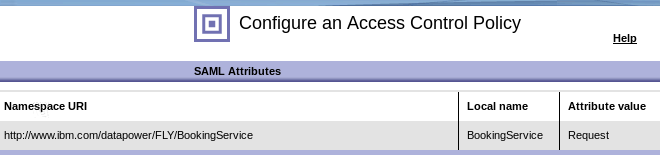 Configure an Access Control Policy
Help
SAML Attributes
Namespace URI Local name Attribute value
http://www.ibm.com/datapower/FLY/BookingService BookingService Request